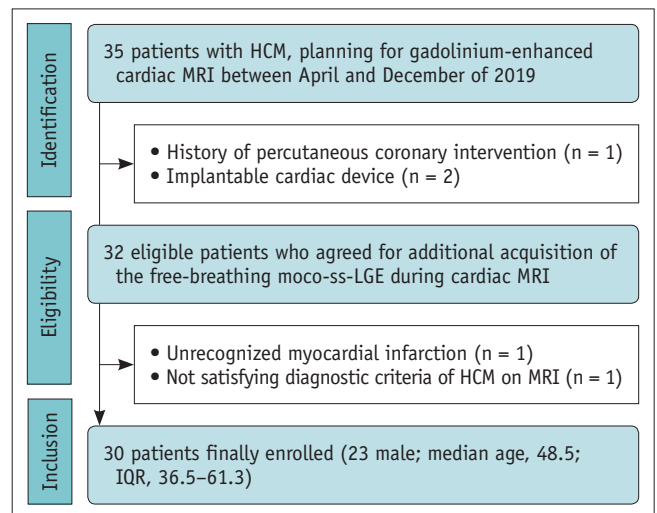 Identification
35 patients with HCM, planning for gadolinium-enhanced
cardiac MRI between April and December of 2019
• History of percutaneous coronary intervention (n = 1)
• Implantable cardiac device (n = 2)
Eligibility
32 eligible patients who agreed for additional acquisition of
the free-breathing moco-ss-LGE during cardiac MRI
• Unrecognized myocardial infarction (n = 1)
• Not satisfying diagnostic criteria of HCM on MRI (n = 1)
Inclusion
30 patients finally enrolled (23 male; median age, 48.5;
IQR, 36.5–61.3)